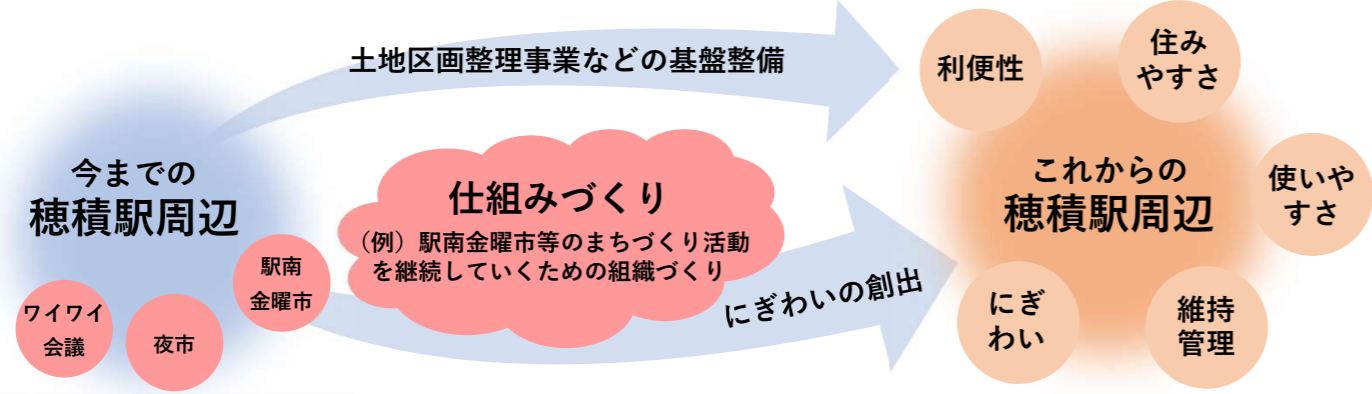 土地区画整理事業などの基盤整備
今までの
穂積駅周辺
ワイワイ
会議
夜市
駅南
金曜市
仕組みづくり
（例）駅南金曜市等のまちづくり活動
を継続していくための組織づくり
にぎわいの創出
これからの
穂積駅周辺
利便性
住み
やすさ
使いや
すさ
にぎ
わい
維持
管理